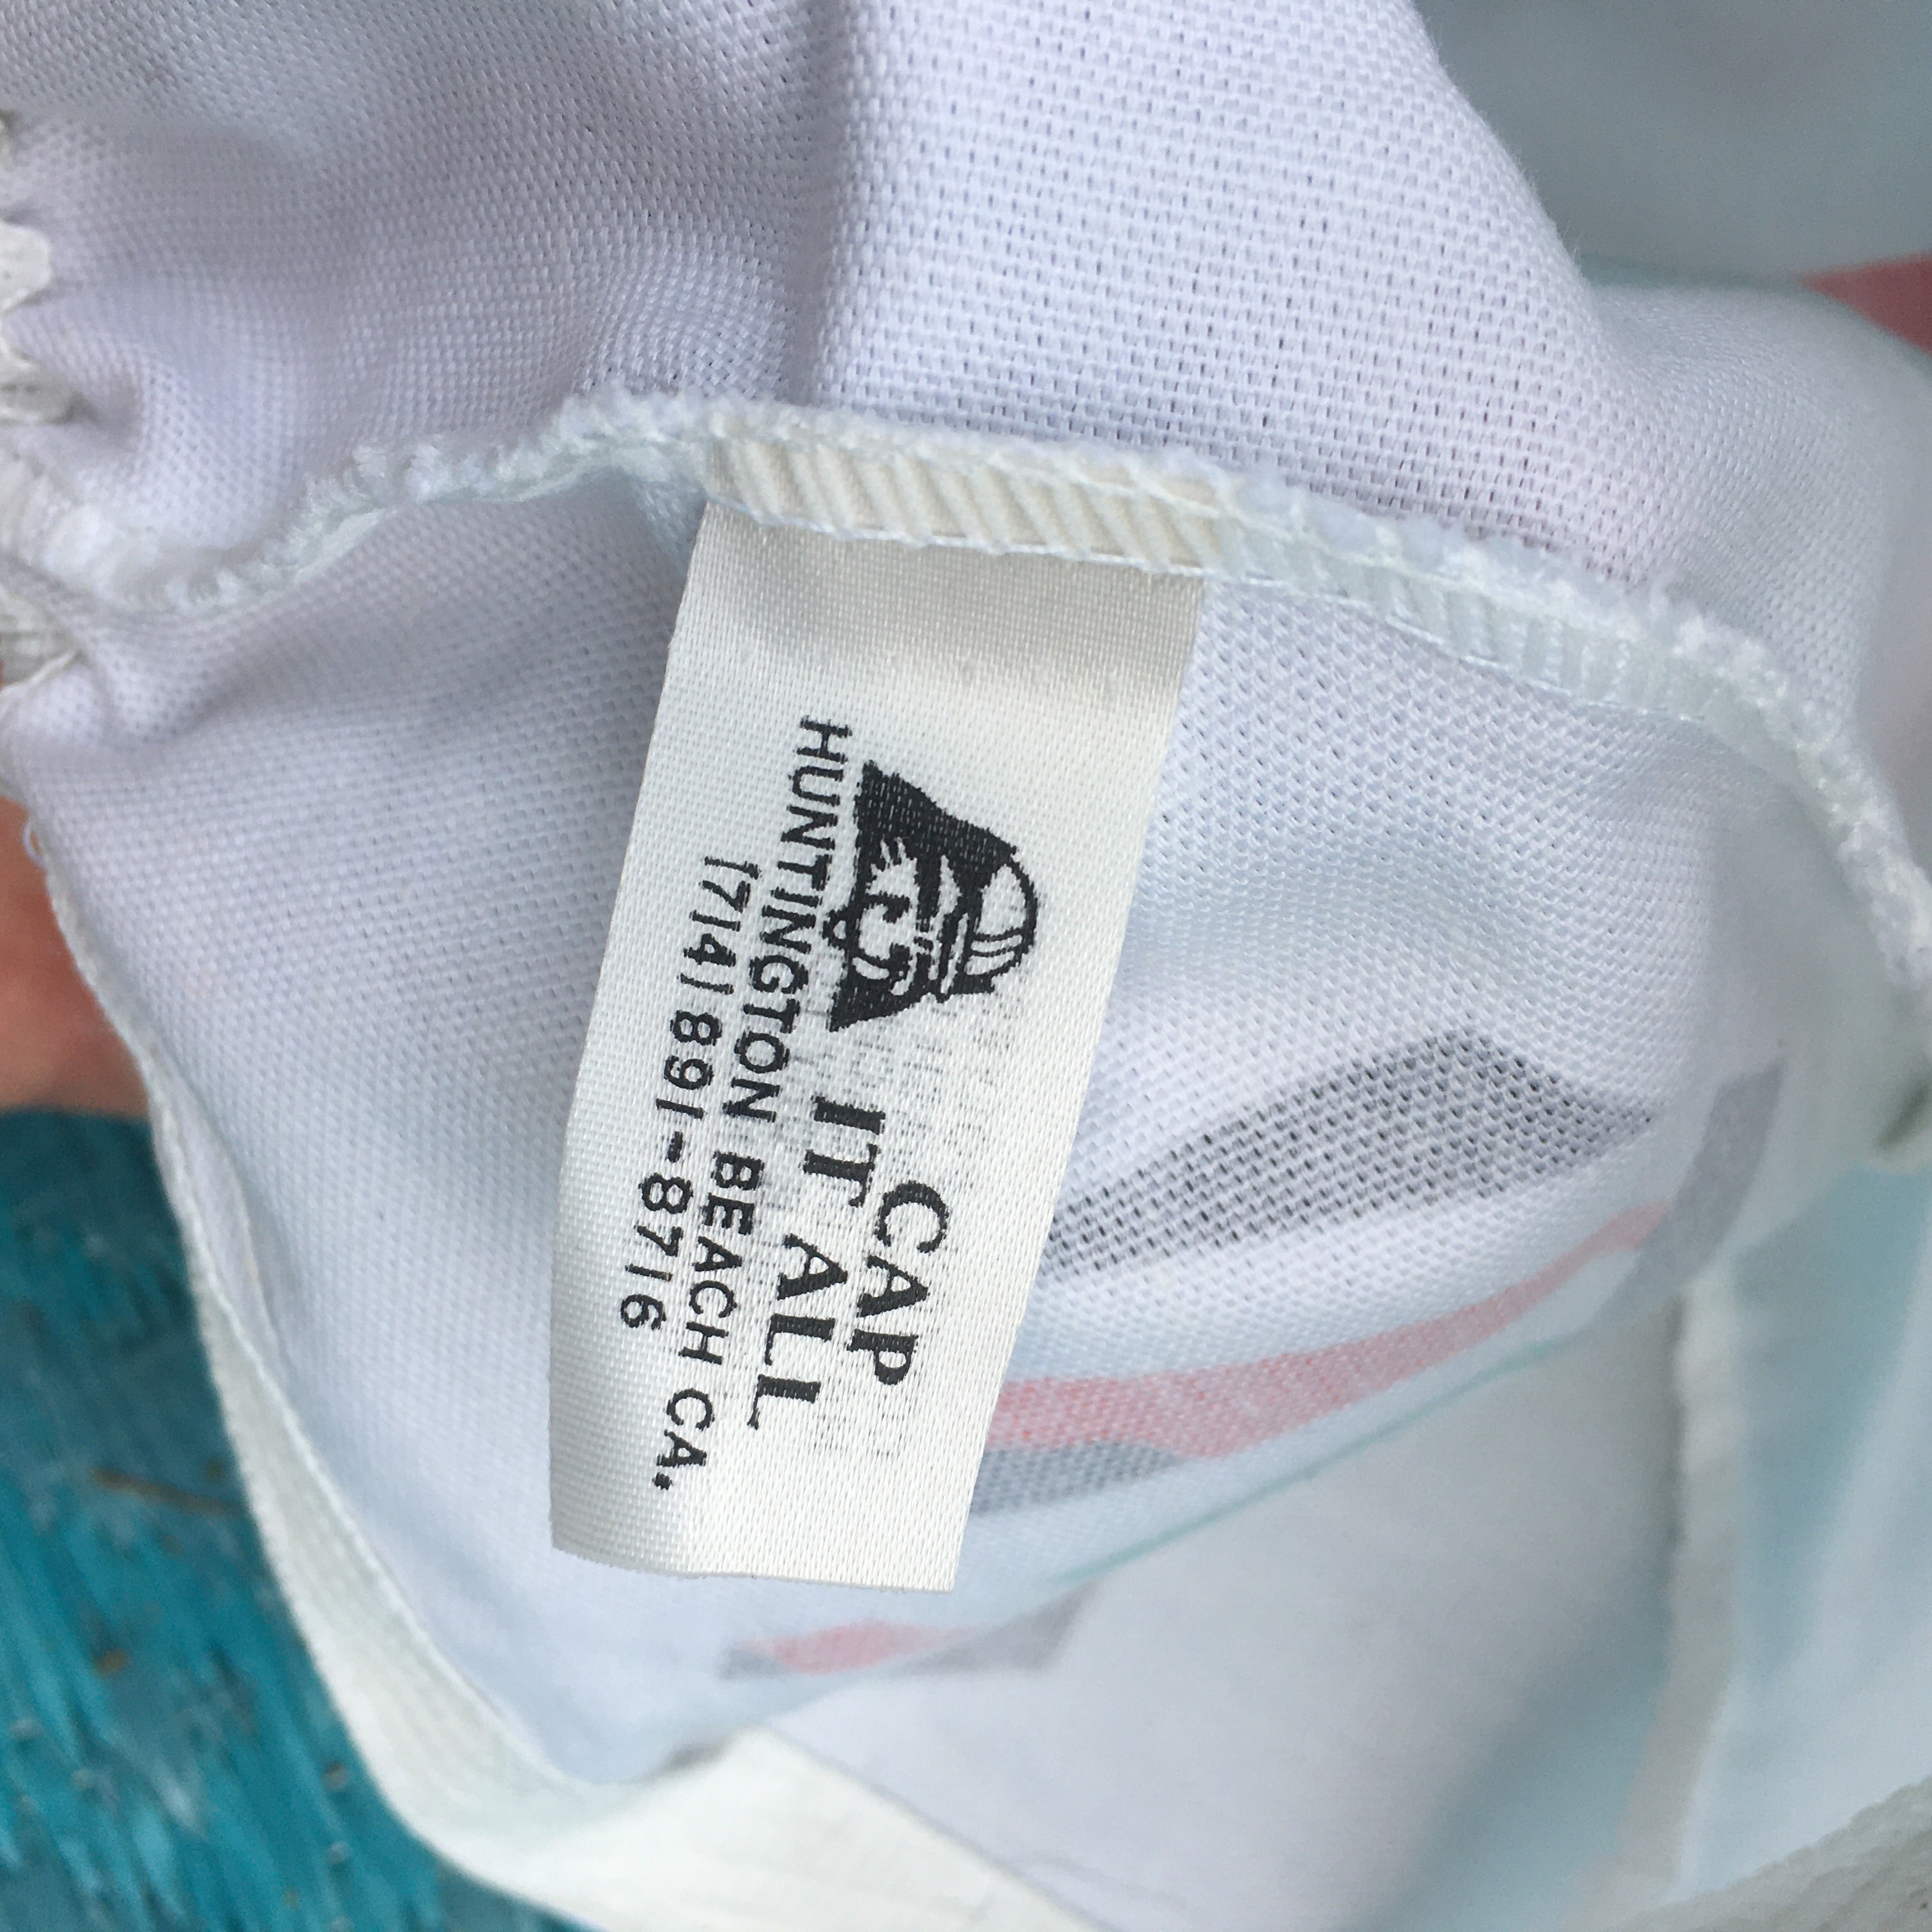 CAP
IT ALL
HUNTINGTON BEACH CA.
(714) 891-8716